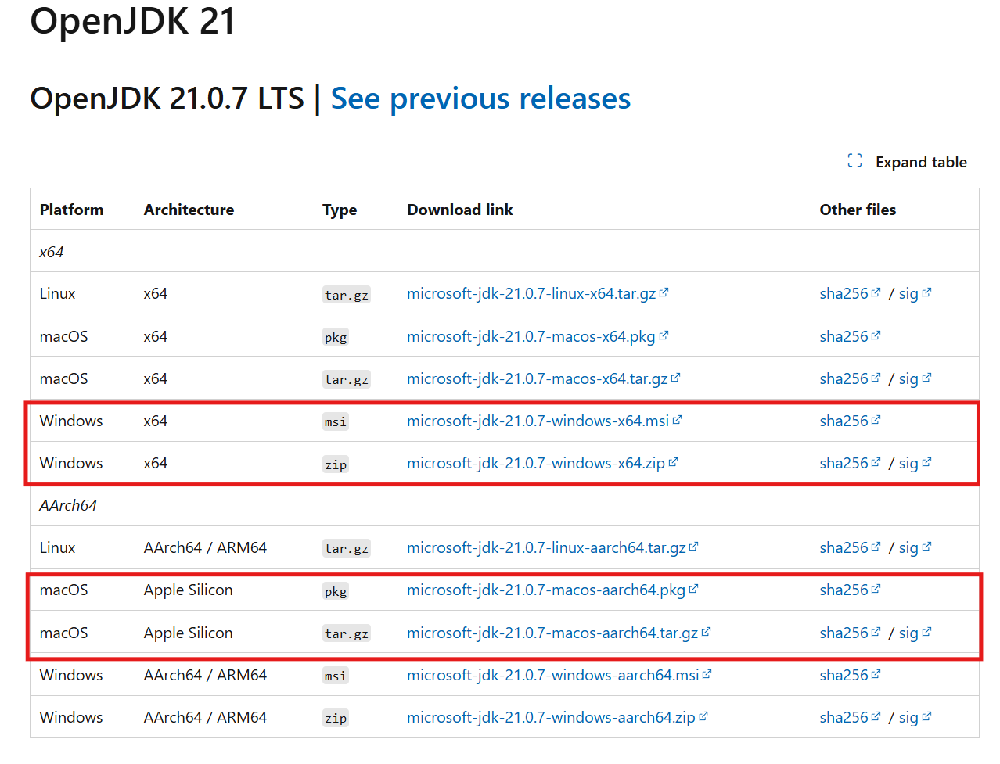 OpenJDK 21
OpenJDK 21.0.7 LTS | See previous releases
Expand table
Platform Architecture Type Download link Other files
x64
Linux x64 tar.gz microsoft-jdk-21.0.7-linux-x64.tar.gz sha256 / sig
macOS x64 pkg microsoft-jdk-21.0.7-macos-x64.pkg sha256
macOS x64 tar.gz microsoft-jdk-21.0.7-macos-x64.tar.gz sha256 / sig
Windows x64 msi microsoft-jdk-21.0.7-windows-x64.msi sha256
Windows x64 zip microsoft-jdk-21.0.7-windows-x64.zip sha256 / sig
AArch64
Linux AArch64 / ARM64 tar.gz microsoft-jdk-21.0.7-linux-aarch64.tar.gz sha256 / sig
macOS Apple Silicon pkg microsoft-jdk-21.0.7-macos-aarch64.pkg sha256
macOS Apple Silicon tar.gz microsoft-jdk-21.0.7-macos-aarch64.tar.gz sha256 / sig
Windows AArch64 / ARM64 msi microsoft-jdk-21.0.7-windows-aarch64.msi sha256
Windows AArch64 / ARM64 zip microsoft-jdk-21.0.7-windows-aarch64.zip sha256 / sig